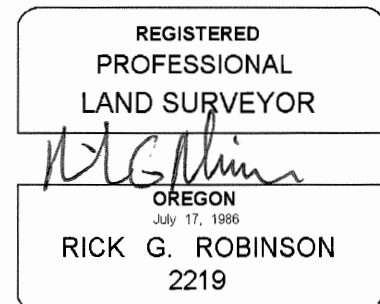 REGISTERED
PROFESSIONAL
LAND SURVEYOR
OREGON
July 17, 1986
RICK G. ROBINSON
2219